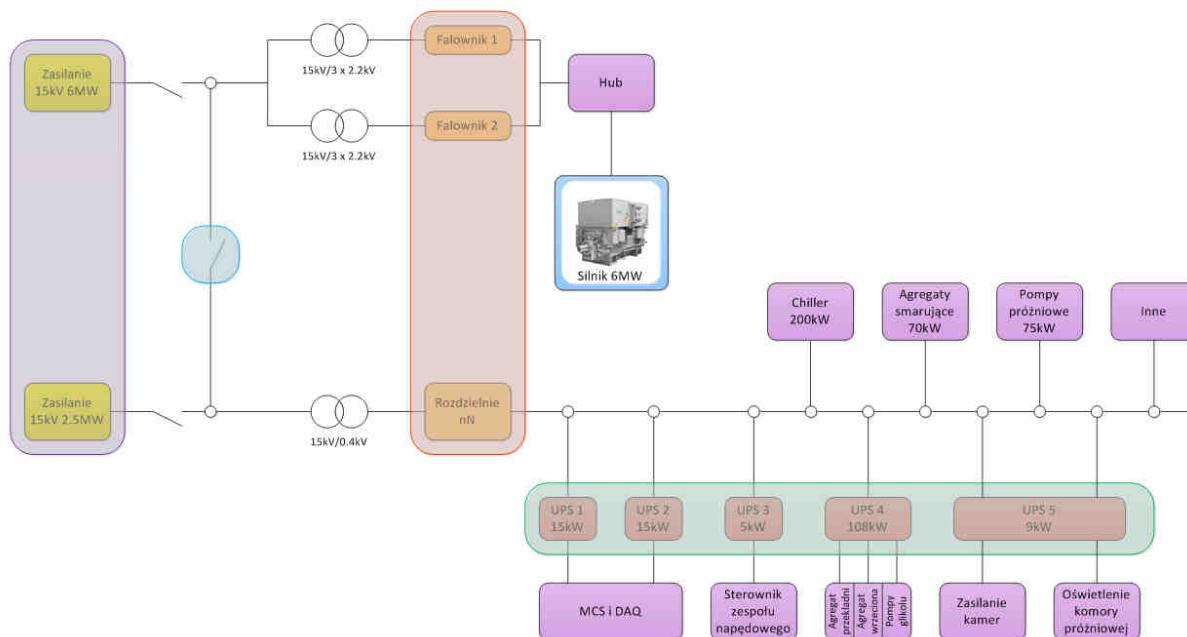 Zasilanie
15kV 6MW
15kV/3 x 2.2kV
Falownik 1
15kV/3 x 2.2kV
Falownik 2
Hub
Silnik 6MW
Zasilanie
15kV 2.5MW
15kV/0.4kV
Rozdzielnie
nN
Chiller
200kW
Agregaty
smarujące
70kW
Pompy
próżniowe
75kW
Inne
UPS 1
15kW
UPS 2
15kW
UPS 3
5kW
UPS 4
108kW
UPS 5
9kW
MCS i DAQ
Sterownik
zespołu
napędowego
Agregat
przekładni
Agregat
wrzeciona
Pompy
glikolu
Zasilanie
kamer
Oświetlenie
komory
próżniowej